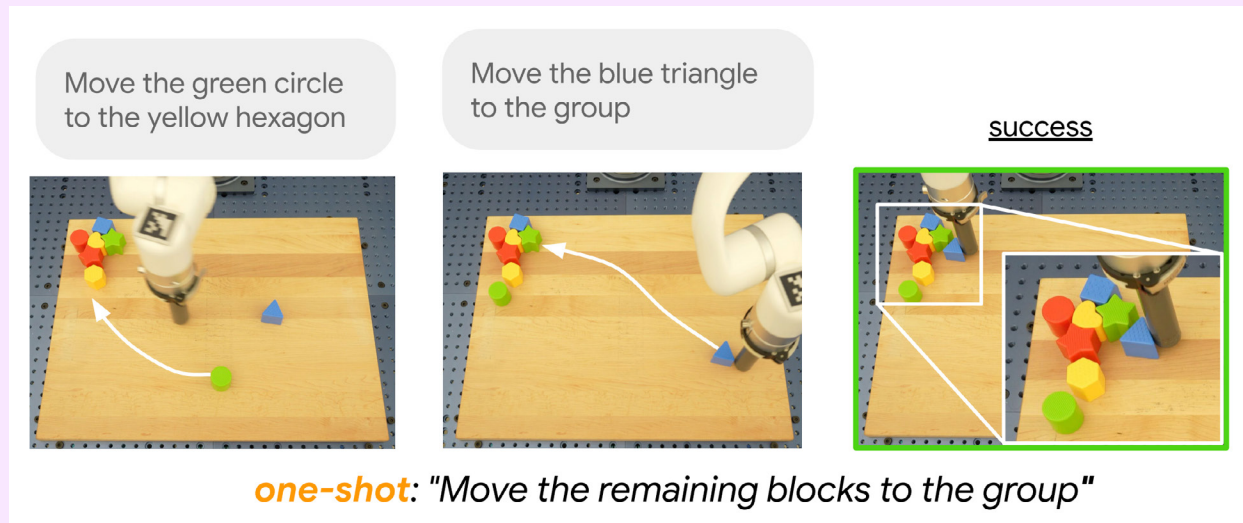 Move the green circle
to the yellow hexagon
Move the blue triangle
to the group
success
one-shot: "Move the remaining blocks to the group"'